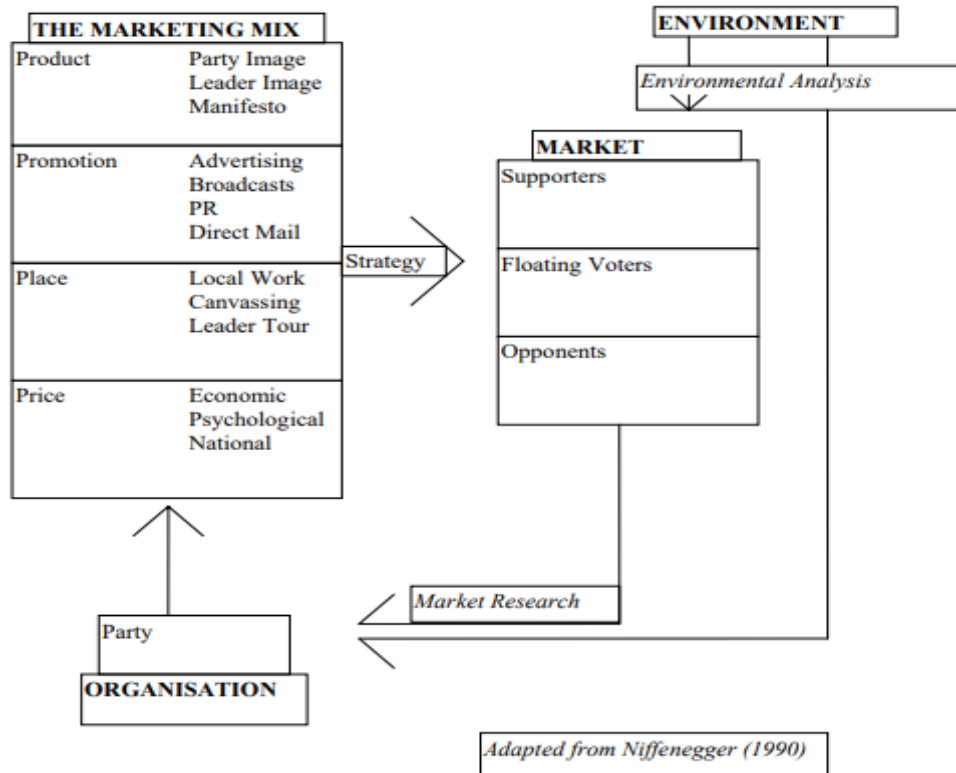 THE MARKETING MIX
Product Party Image
Leader Image
Manifesto
Promotion Advertising
Broadcasts
PR
Direct Mail
Place Local Work
Canvassing
Leader Tour
Price Economic
Psychological
National
Strategy
ENVIRONMENT
Environmental Analysis
MARKET
Supporters
Floating Voters
Opponents
Market Research
Party
ORGANISATION
Adapted from Niffenegger (1990)